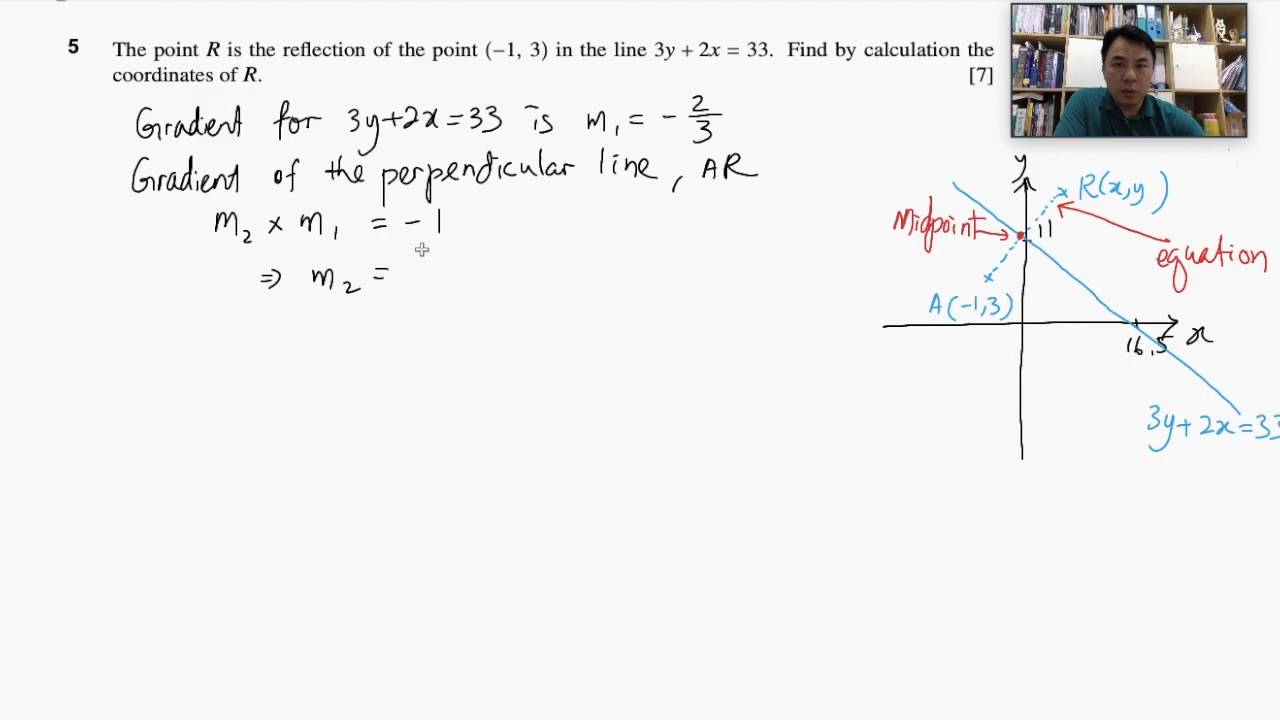 5 The point R is the reflection of the point (−1, 3) in the line 3y + 2x = 33. Find by calculation the
coordinates of R. [7]
Gradient for 3y+2x=33 is m₁ = - 2/3
Gradient of the perpendicular line, AR
m₂ × m₁ = -1
⇒ m₂ =
y
R(x,y)
Midpoint
11
equation
A(-1,3)
x
16.5
3y+2x=33